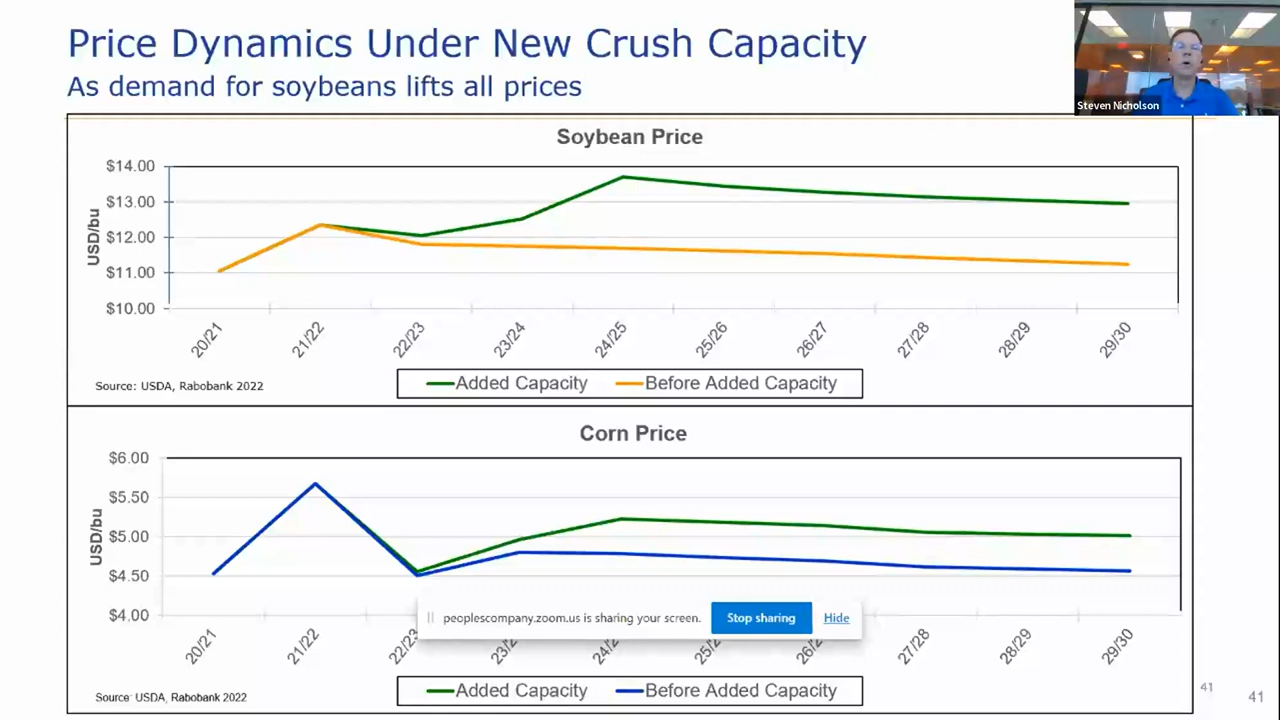 Price Dynamics Under New Crush Capacity
As demand for soybeans lifts all prices
Steven Nicholson
Soybean Price
USD/bu
$14.00
$13.00
$12.00
$11.00
$10.00
20/21 21/22 22/23 23/24 24/25 25/26 26/27 27/28 28/29 29/30
Source: USDA, Rabobank 2022
Added Capacity Before Added Capacity
Corn Price
USD/bu
$6.00
$5.50
$5.00
$4.50
$4.00
peoplescompany.zoom.us is sharing your screen. Stop sharing Hide
20/21 21/22 22/23 23/2 24/2 25/2 26/2 27/28 28/29 29/30
Source: USDA, Rabobank 2022
Added Capacity Before Added Capacity
41
41